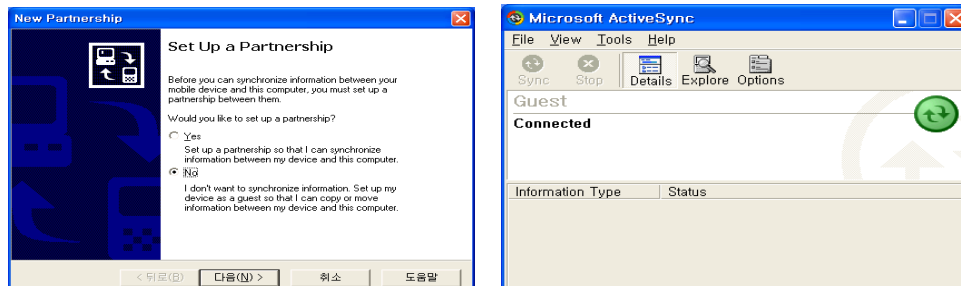 New Partnership
Set Up a Partnership
Before you can synchronize information between your
mobile device and this computer, you must set up a
partnership between them.
Would you like to set up a partnership?
Yes
Set up a partnership so that I can synchronize
information between my device and this computer.
No
I don't want to synchronize information. Set up my
device as a guest so that I can copy or move
information between my device and this computer.
< 뒤로(B) 다음(N) > 취소 도움말
Microsoft ActiveSync
File View Tools Help
Sync Stop Details Explore Options
Guest
Connected
Information Type Status